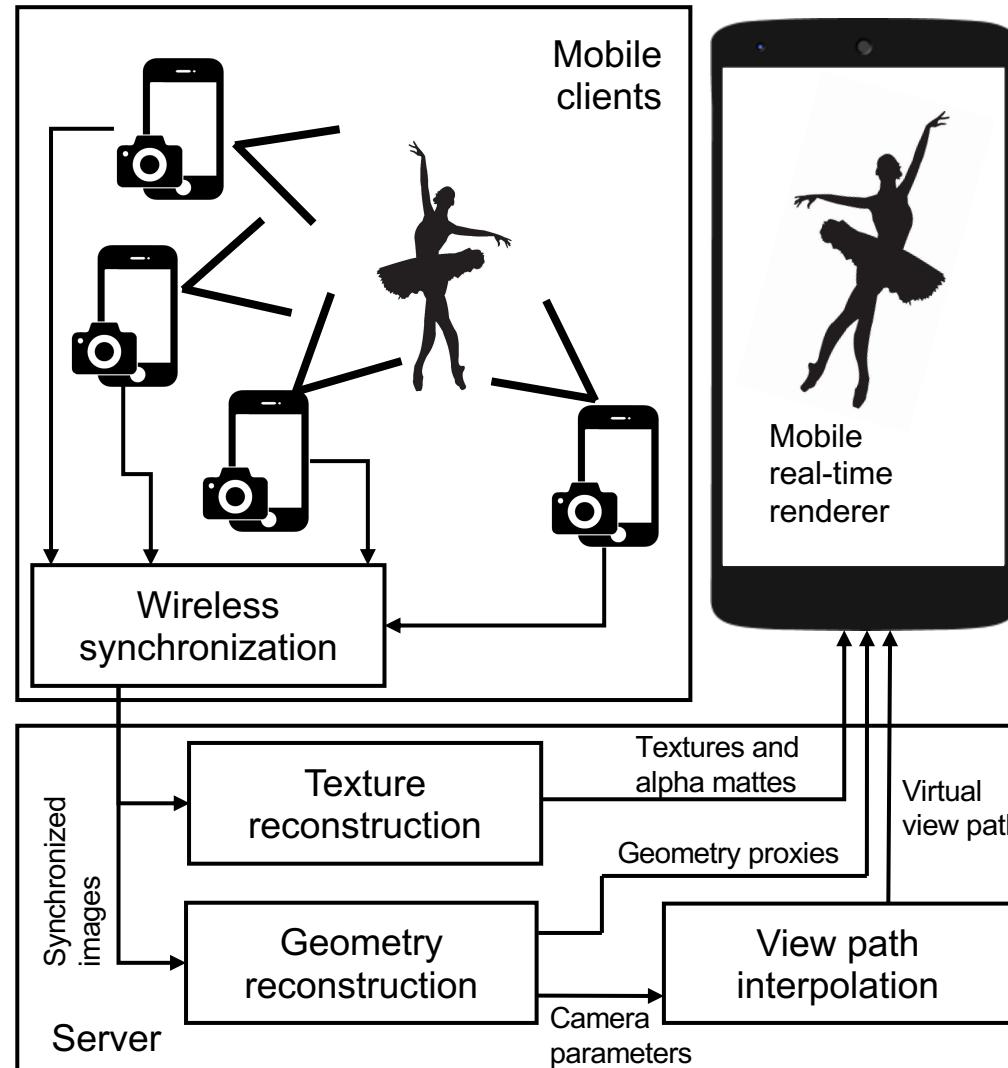 Mobile
clients
Mobile
real-time
renderer
Wireless
synchronization
Textures and
alpha mattes
Texture
reconstruction
Virtual
view path
Synchronized
images
Geometry proxies
Geometry
reconstruction
View path
interpolation
Camera
parameters
Server